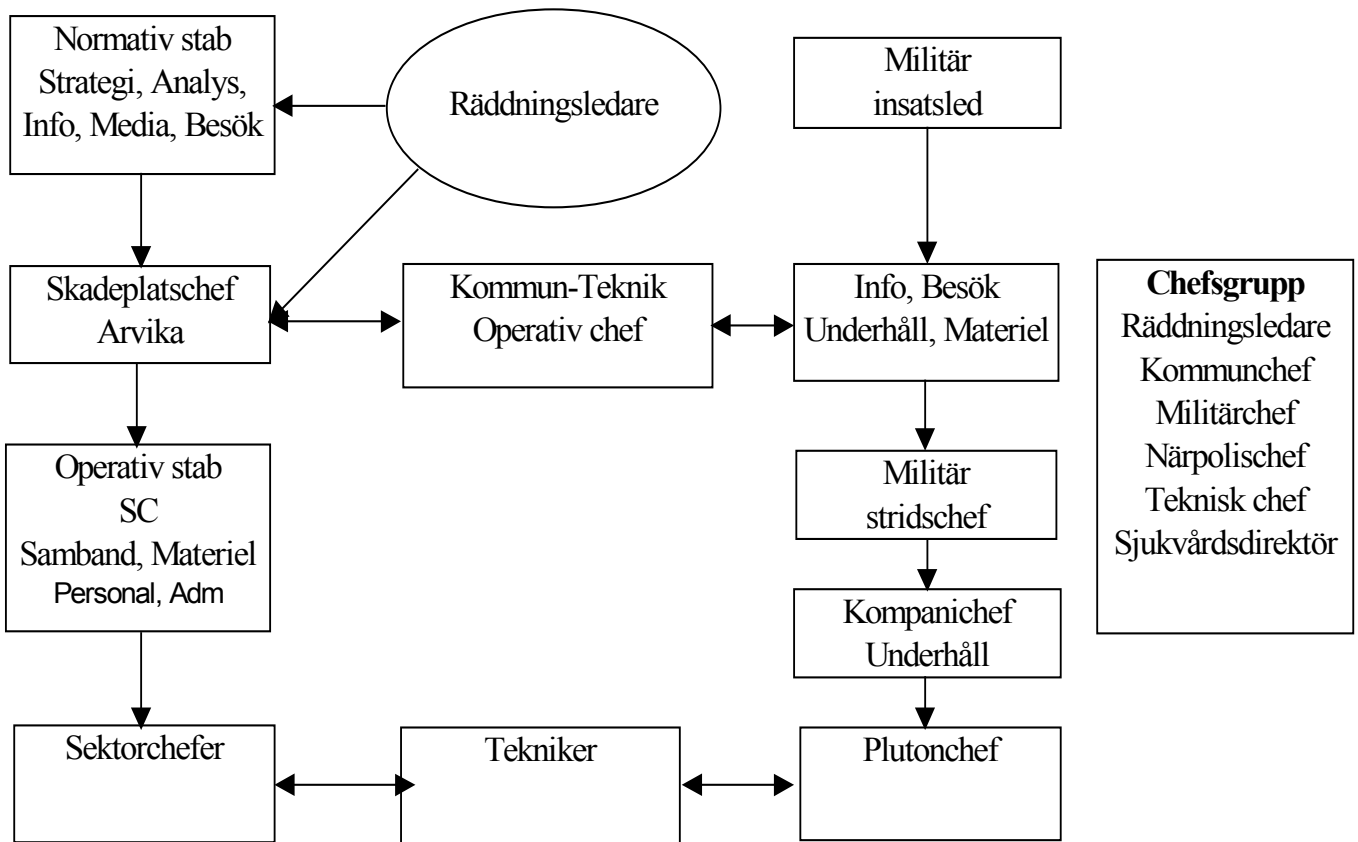 Normativ stab
Strategi, Analys,
Info, Media, Besök
Räddningsledare
Militär
insatsled
Skadeplatschef
Arvika
Kommun-Teknik
Operativ chef
Info, Besök
Underhåll, Materiel
Chefsgrupp
Räddningsledare
Kommunchef
Militärchef
Närpolischef
Teknisk chef
Sjukvårdsdirektör
Operativ stab
SC
Samband, Materiel
Personal, Adm
Militär
stridschef
Kompanichef
Underhåll
Sektorchefer
Tekniker
Plutonchef